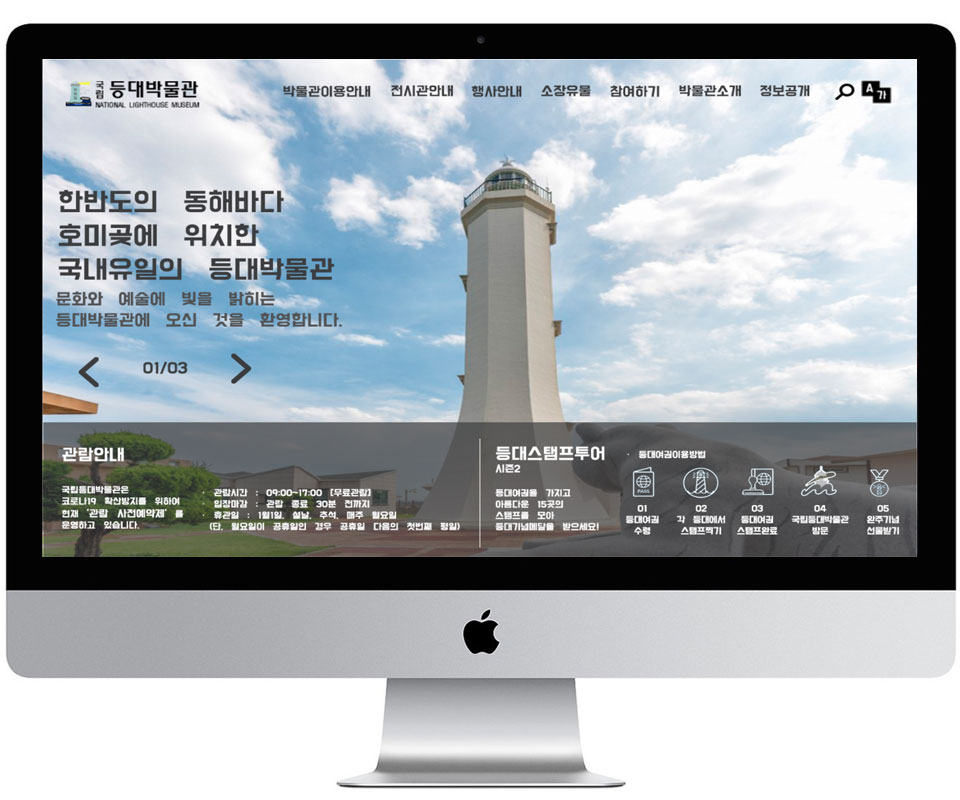 국립 등대박물관
NATIONAL LIGHTHOUSE MUSEUM
박물관이용안내 전시관안내 행사안내 소장유물 참여하기 박물관소개 정보공개
A 가
한반도의 동해바다
호미곶에 위치한
국내유일의 등대박물관
문화와 예술에 빛을 밝히는
등대박물관에 오신 것을 환영합니다.
01/03
관람안내
국립등대박물관은
코로나19 확산방지를 위하여
현재 '관람 사전예약제' 를
운영하고 있습니다.
· 관람시간 : 09:00~17:00 [무료관람]
· 입장마감 : 관람 종료 30분 전까지
· 휴관일 : 1월1일, 설날, 추석, 매주 월요일
(단, 월요일이 공휴일인 경우 공휴일 다음의 첫번째 평일)
등대스탬프투어
시즌2
등대여권을 가지고
아름다운 15곳의
스탬프를 모아
등대기념메달을 받으세요!
· 등대여권이용방법
PASS
01
등대여권
수령
02
각 등대에서
스탬프찍기
03
등대여권
스탬프완료
04
국립등대박물관
방문
05
완주기념
선물받기